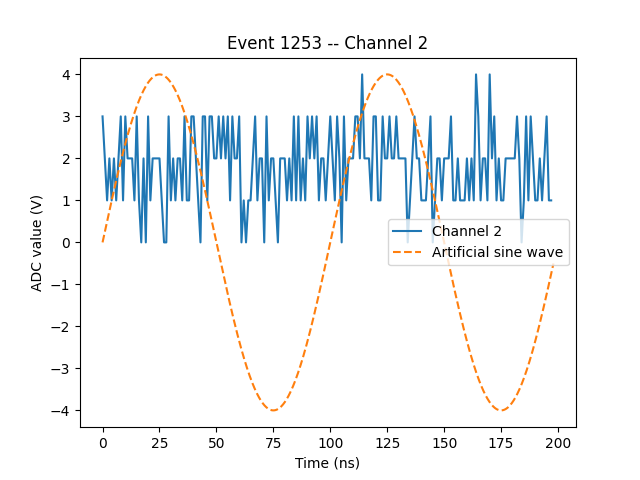 Event 1253 -- Channel 2
ADC value (V)
4
3
2
1
0
−1
−2
−3
−4
Channel 2
Artificial sine wave
0 25 50 75 100 125 150 175 200
Time (ns)